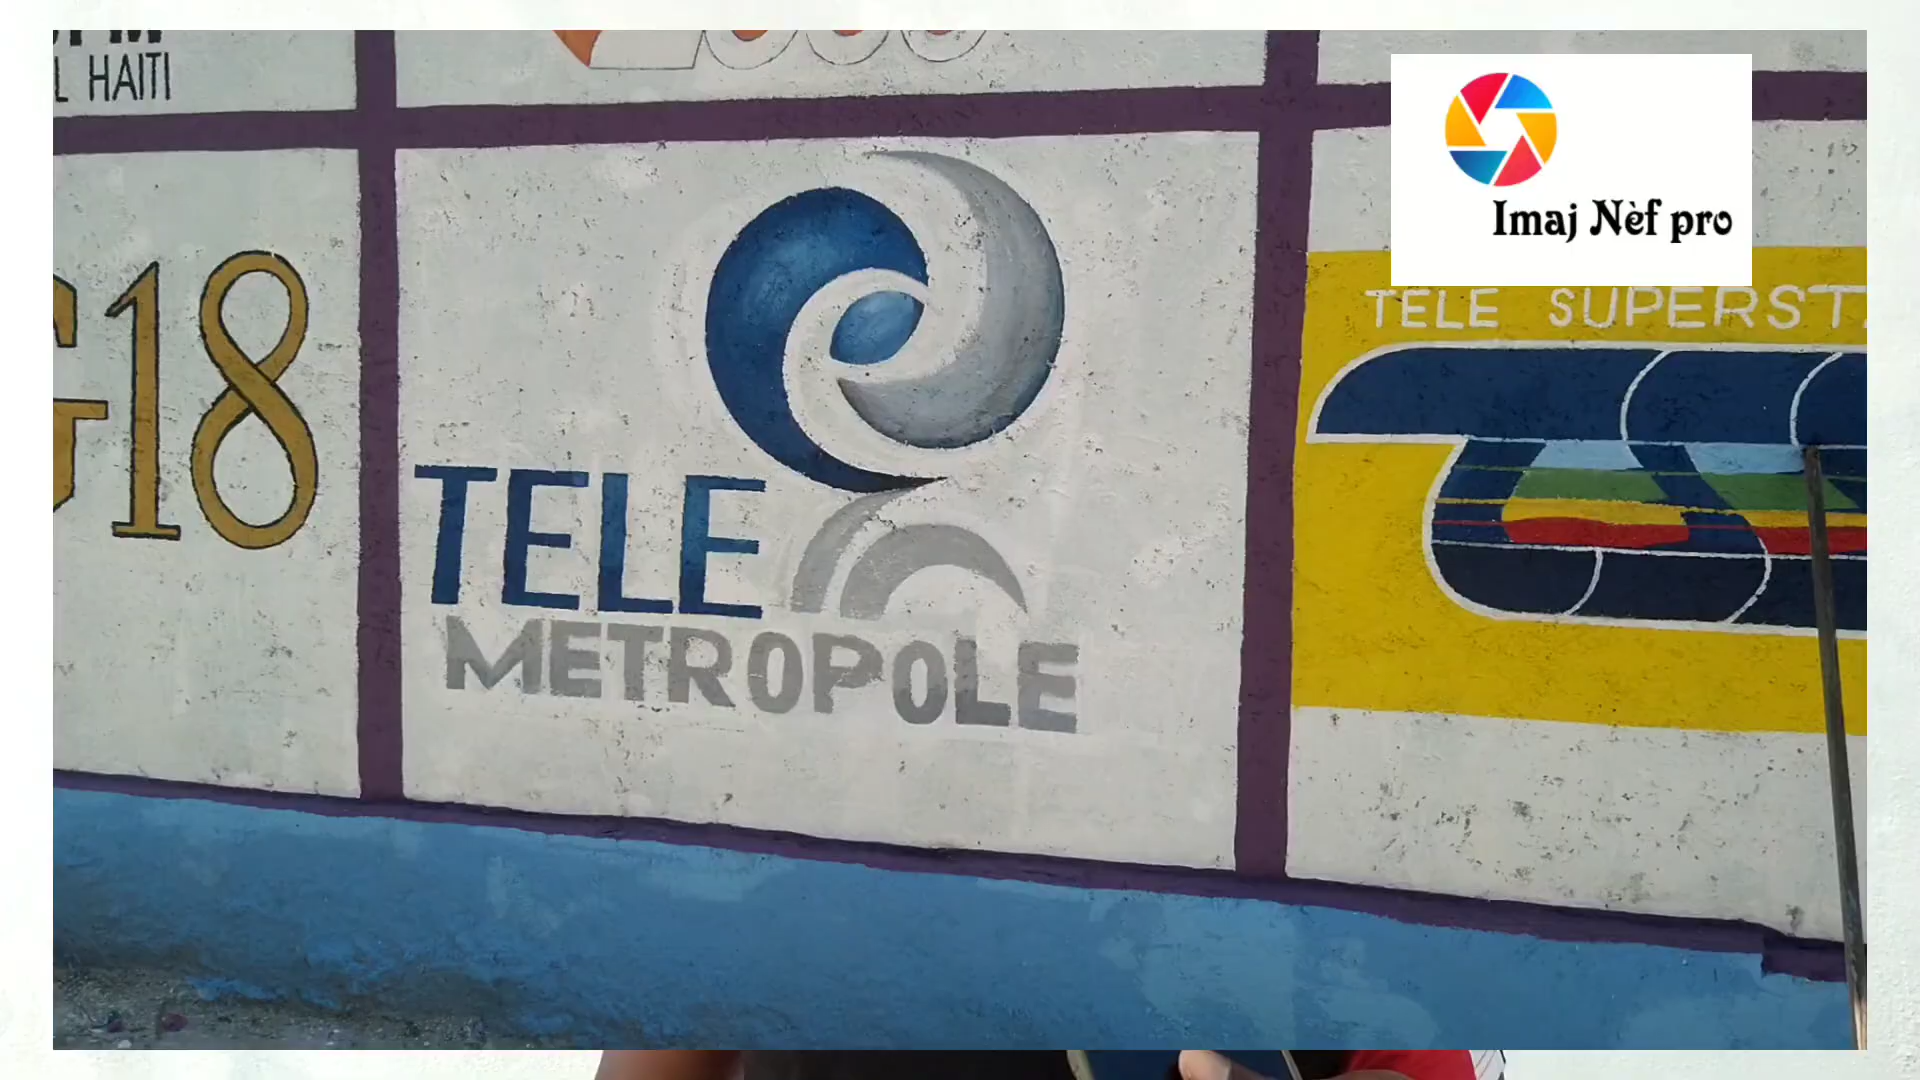 L HAITI
Imaj Nèf pro
G18
TELE
METROPOLE
TELE SUPERST